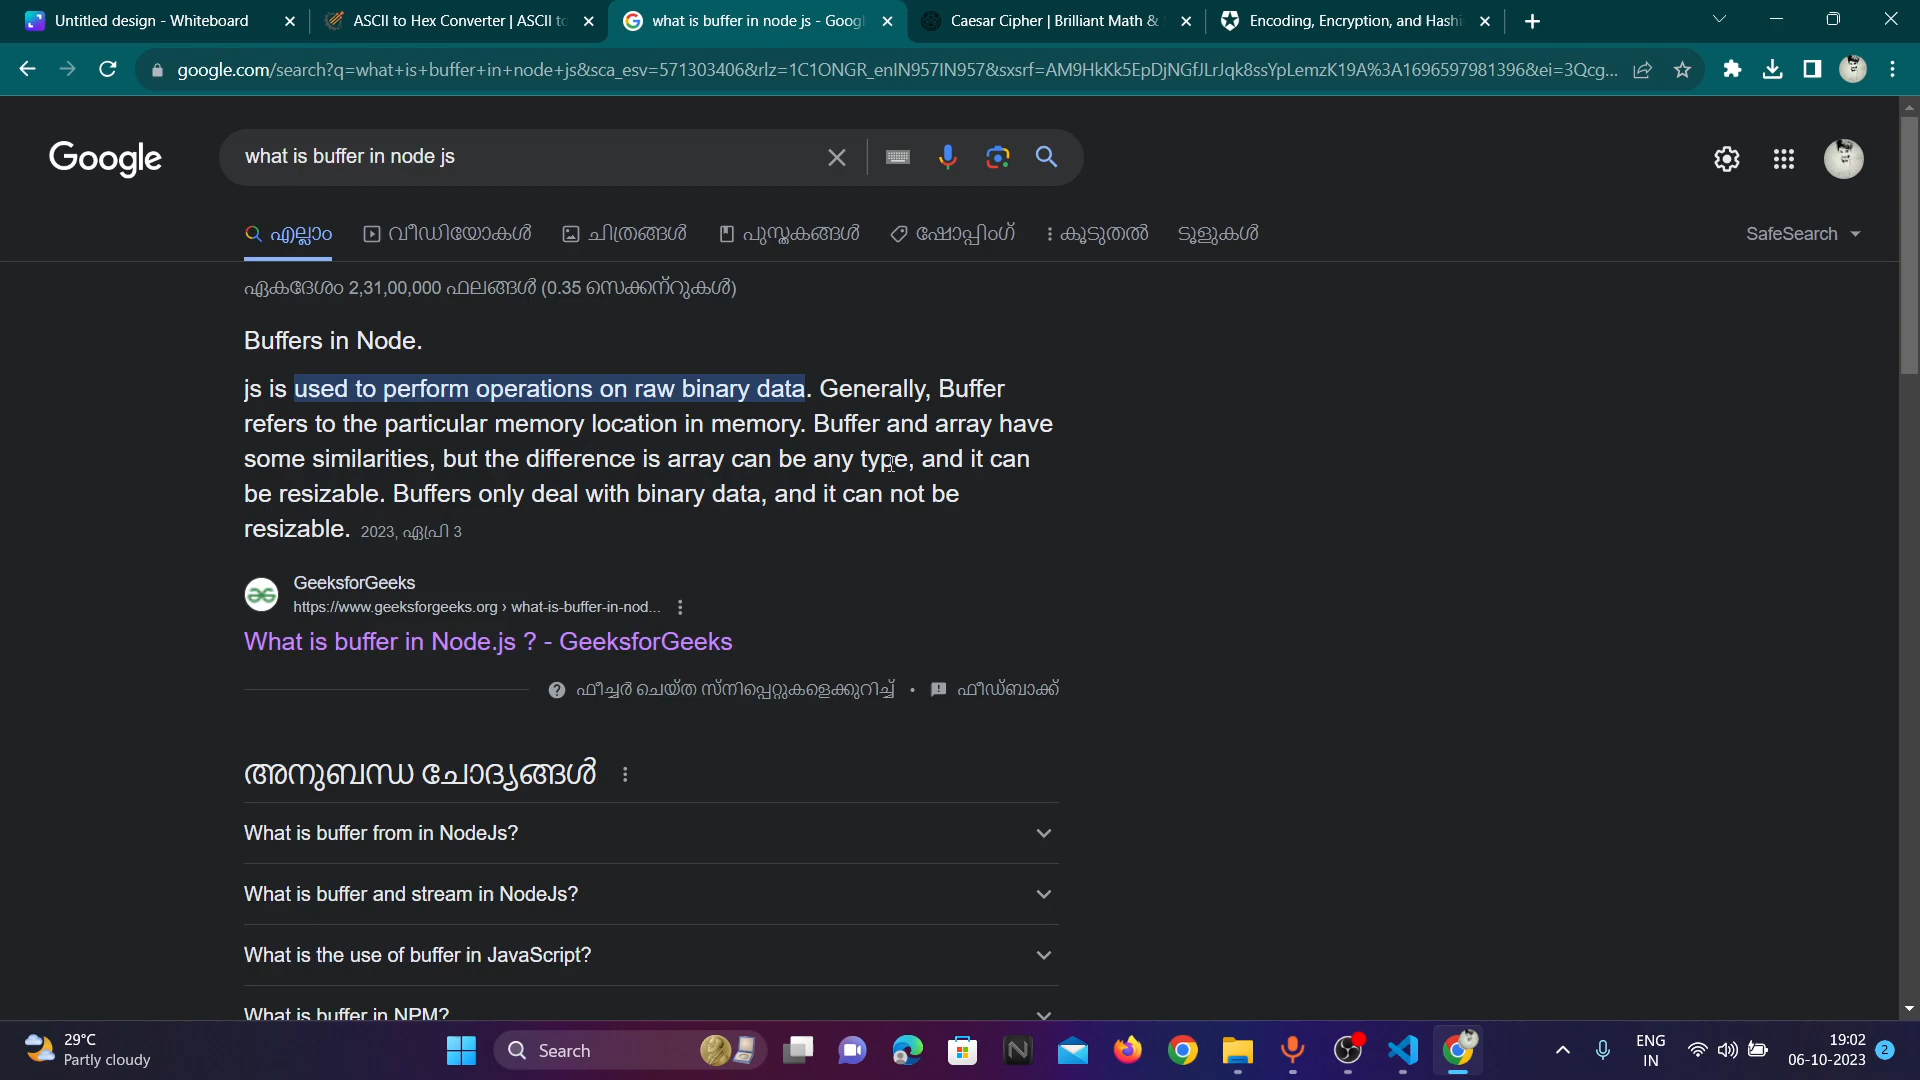 Untitled design - Whiteboard
ASCII to Hex Converter | ASCII to
what is buffer in node js - Goog
Caesar Cipher | Brilliant Math &
Encoding, Encryption, and Hashi
google.com/search?q=what+is+buffer+in+node+js&sca_esv=571303406&rlz=1C1ONGR_enIN957IN957&sxsrf=AM9HkKk5EpDjNGfJLrJqk8ssYpLemzK19A%3A1696597981396&ei=3Qcg...
Google
what is buffer in node js
എല്ലാം
വീഡിയോകൾ
ചിത്രങ്ങൾ
പുസ്തകങ്ങൾ
ഷോപ്പിംഗ്
കൂടുതൽ
ടൂളുകൾ
SafeSearch
ഏകദേശം 2,31,00,000 ഫലങ്ങൾ (0.35 സെക്കന്റുകൾ)
Buffers in Node.
js is used to perform operations on raw binary data. Generally, Buffer
refers to the particular memory location in memory. Buffer and array have
some similarities, but the difference is array can be any type, and it can
be resizable. Buffers only deal with binary data, and it can not be
resizable. 2023, ഏപ്രി 3
GeeksforGeeks
https://www.geeksforgeeks.org › what-is-buffer-in-nod...
What is buffer in Node.js ? - GeeksforGeeks
ഫീച്ചർ ചെയ്‌ത സ്‌നിപ്പെറ്റുകളെക്കുറിച്ച് • ഫീഡ്ബാക്ക്
അനുബന്ധ ചോദ്യങ്ങൾ
What is buffer from in NodeJs?
What is buffer and stream in NodeJs?
What is the use of buffer in JavaScript?
What is buffer in NPM?
29°C
Partly cloudy
Search
ENG
IN
19:02
06-10-2023
2